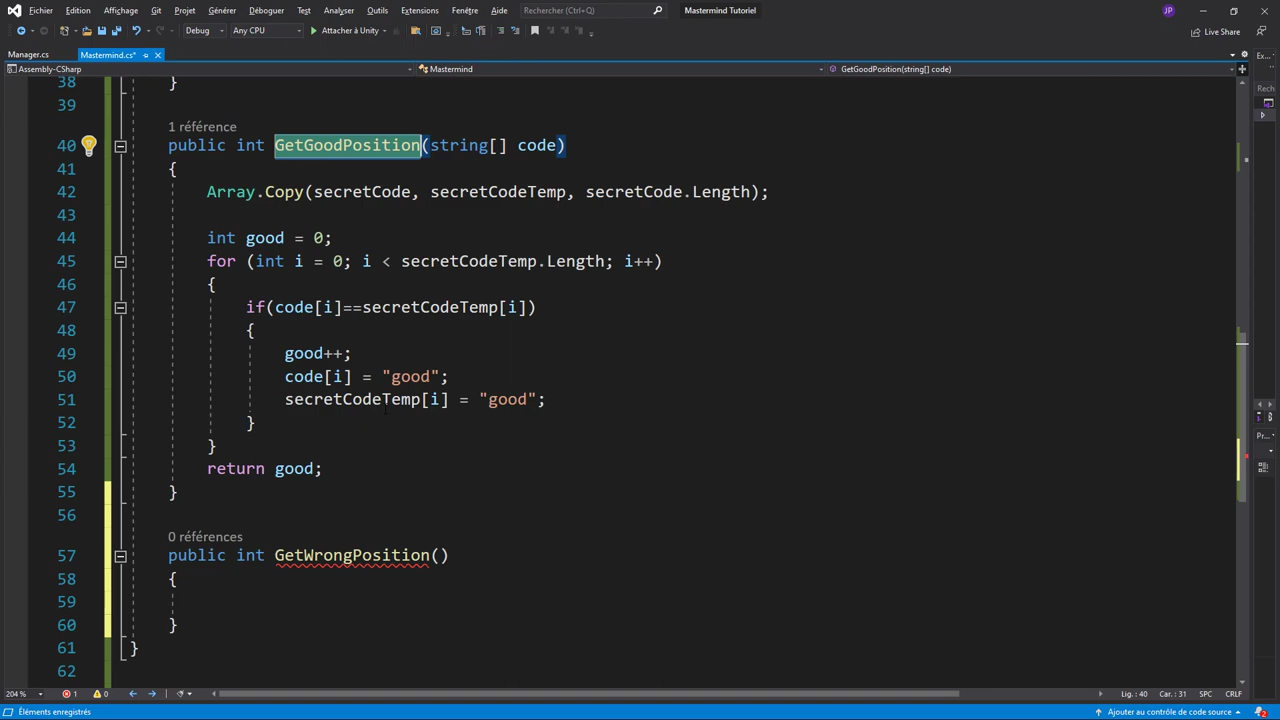 Fichier Edition Affichage Git Projet Générer Déboguer Test Analyser Outils Extensions Fenêtre Aide Rechercher (Ctrl+Q) Mastermind Tutoriel JP
Debug Any CPU Attacher à Unity Live Share
Manager.cs Mastermind.cs* Ex...
Assembly-CSharp Mastermind GetGoodPosition(string[] code)
Rech
38 }
39
1 référence
40 public int GetGoodPosition(string[] code)
41 {
42 Array.Copy(secretCode, secretCodeTemp, secretCode.Length);
43
44 int good = 0;
45 for (int i = 0; i < secretCodeTemp.Length; i++)
46 {
47 if(code[i]==secretCodeTemp[i])
48 {
49 good++;
50 code[i] = "good";
51 secretCodeTemp[i] = "good";
52 }
53 }
54 return good;
55 }
56
0 références
57 public int GetWrongPosition()
58 {
59
60 }
61 }
62
Pr...
204 % 1 0 Lig : 40 Car : 31 SPC CRLF
Éléments enregistrés Ajouter au contrôle de code source 2